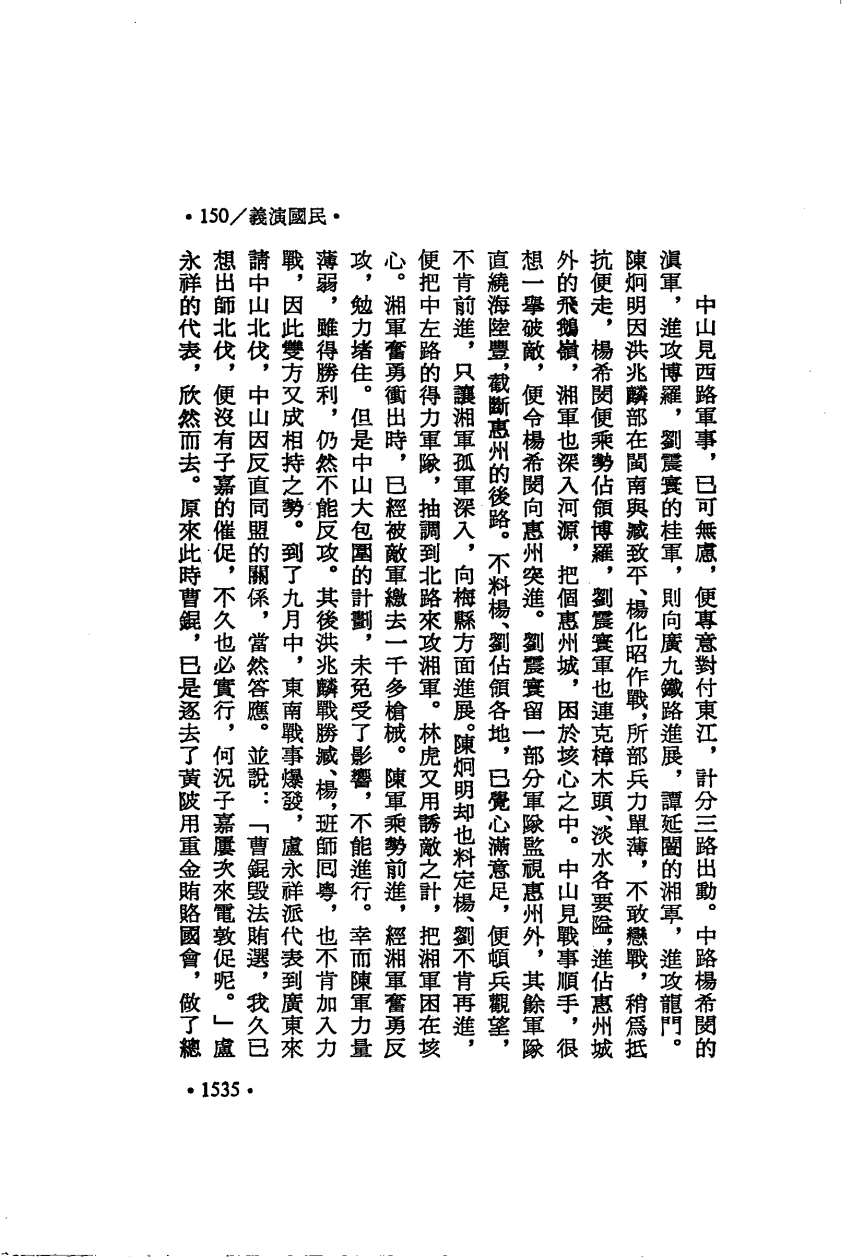 •150／義演國民•
中山見西路軍事，已可無慮，便專意對付東江，計分三路出動。中路楊希閔的
滇軍，進攻博羅，劉震寰的桂軍，則向廣九鐵路進展，譚延闓的湘軍，進攻龍門。
陳炯明因洪兆麟部在閩南與臧致平、楊化昭作戰，所部兵力單薄，不敢戀戰，稍爲抵
抗便走，楊希閔便乘勢佔領博羅，劉震寰軍也連克樟木頭、淡水各要隘，進佔惠州城
外的飛鵝嶺，湘軍也深入河源，把個惠州城，困於垓心之中。中山見戰事順手，很
想一舉破敵，便令楊希閔向惠州突進。劉震寰留一部分軍隊監視惠州外，其餘軍隊
直繞海陸豐，截斷惠州的後路。不料楊、劉佔領各地，已覺心滿意足，便頓兵觀望，
不肯前進，只讓湘軍孤軍深入，向梅縣方面進展。陳炯明却也料定楊、劉不肯再進，
便把中左路的得力軍隊，抽調到北路來攻湘軍。林虎又用誘敵之計，把湘軍困在垓
心。湘軍奮勇衝出時，已經被敵軍繳去一千多槍械。陳軍乘勢前進，經湘軍奮勇反
攻，勉力堵住。但是中山大包圍的計劃，未免受了影響，不能進行。幸而陳軍力量
薄弱，雖得勝利，仍然不能反攻。其後洪兆麟戰勝臧、楊，班師囘粵，也不肯加入力
戰，因此雙方又成相持之勢。到了九月中，東南戰事爆發，盧永祥派代表到廣東來
請中山北伐，中山因反直同盟的關係，當然答應。並說：「曹錕毀法賄選，我久已
想出師北伐，便沒有子嘉的催促，不久也必實行，何況子嘉屢次來電敦促呢。」盧
永祥的代表，欣然而去。原來此時曹錕，已是逐去了黃陂用重金賄賂國會，做了總
•1535•